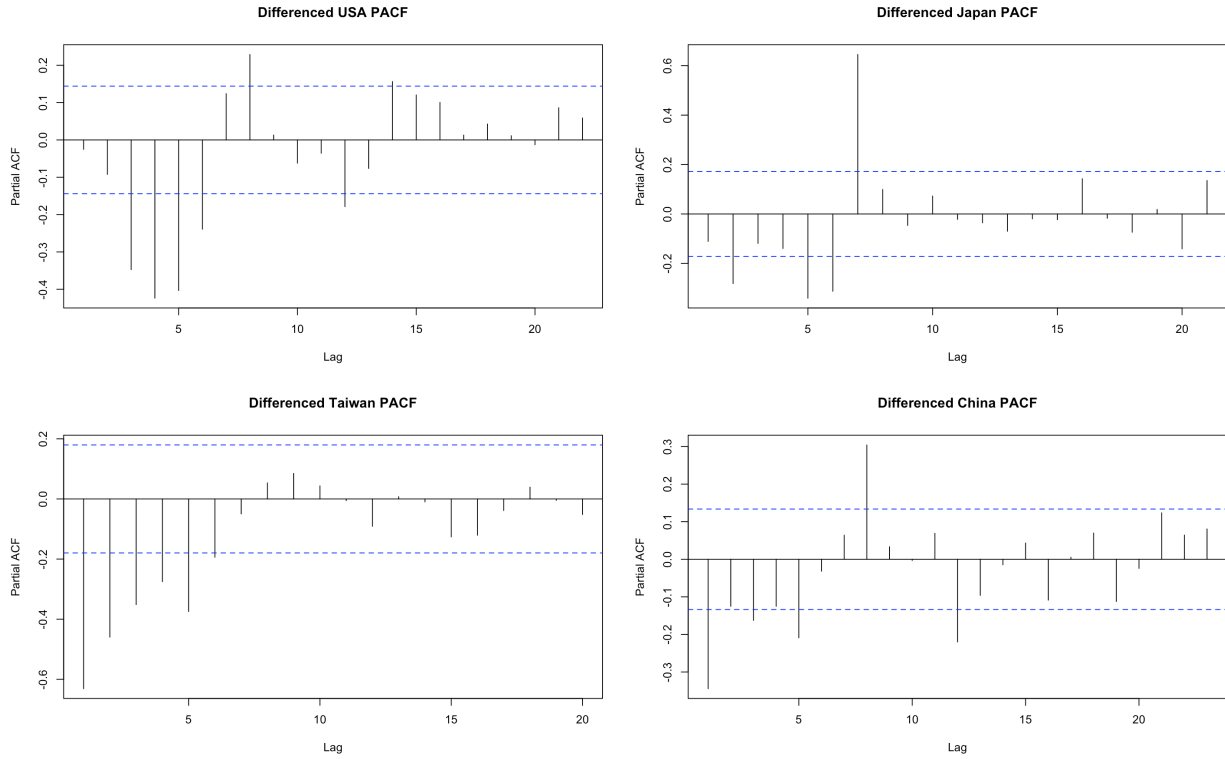 Differenced USA PACF
Partial ACF
0.2
0.1
0.0
-0.1
-0.2
-0.3
-0.4
5 10 15 20
Lag
Differenced Japan PACF
Partial ACF
0.6
0.4
0.2
0.0
-0.2
5 10 15 20
Lag
Differenced Taiwan PACF
Partial ACF
0.2
0.0
-0.2
-0.4
-0.6
5 10 15 20
Lag
Differenced China PACF
Partial ACF
0.3
0.2
0.1
0.0
-0.1
-0.2
-0.3
5 10 15 20
Lag